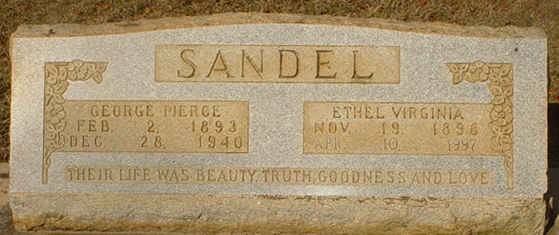 SANDEL
GEORGE PIERCE
FEB. 2, 1893
DEC. 28, 1940
ETHEL VIRGINIA
NOV. 19, 1896
APR. 10, 1997
THEIR LIFE WAS BEAUTY, TRUTH, GOODNESS AND LOVE